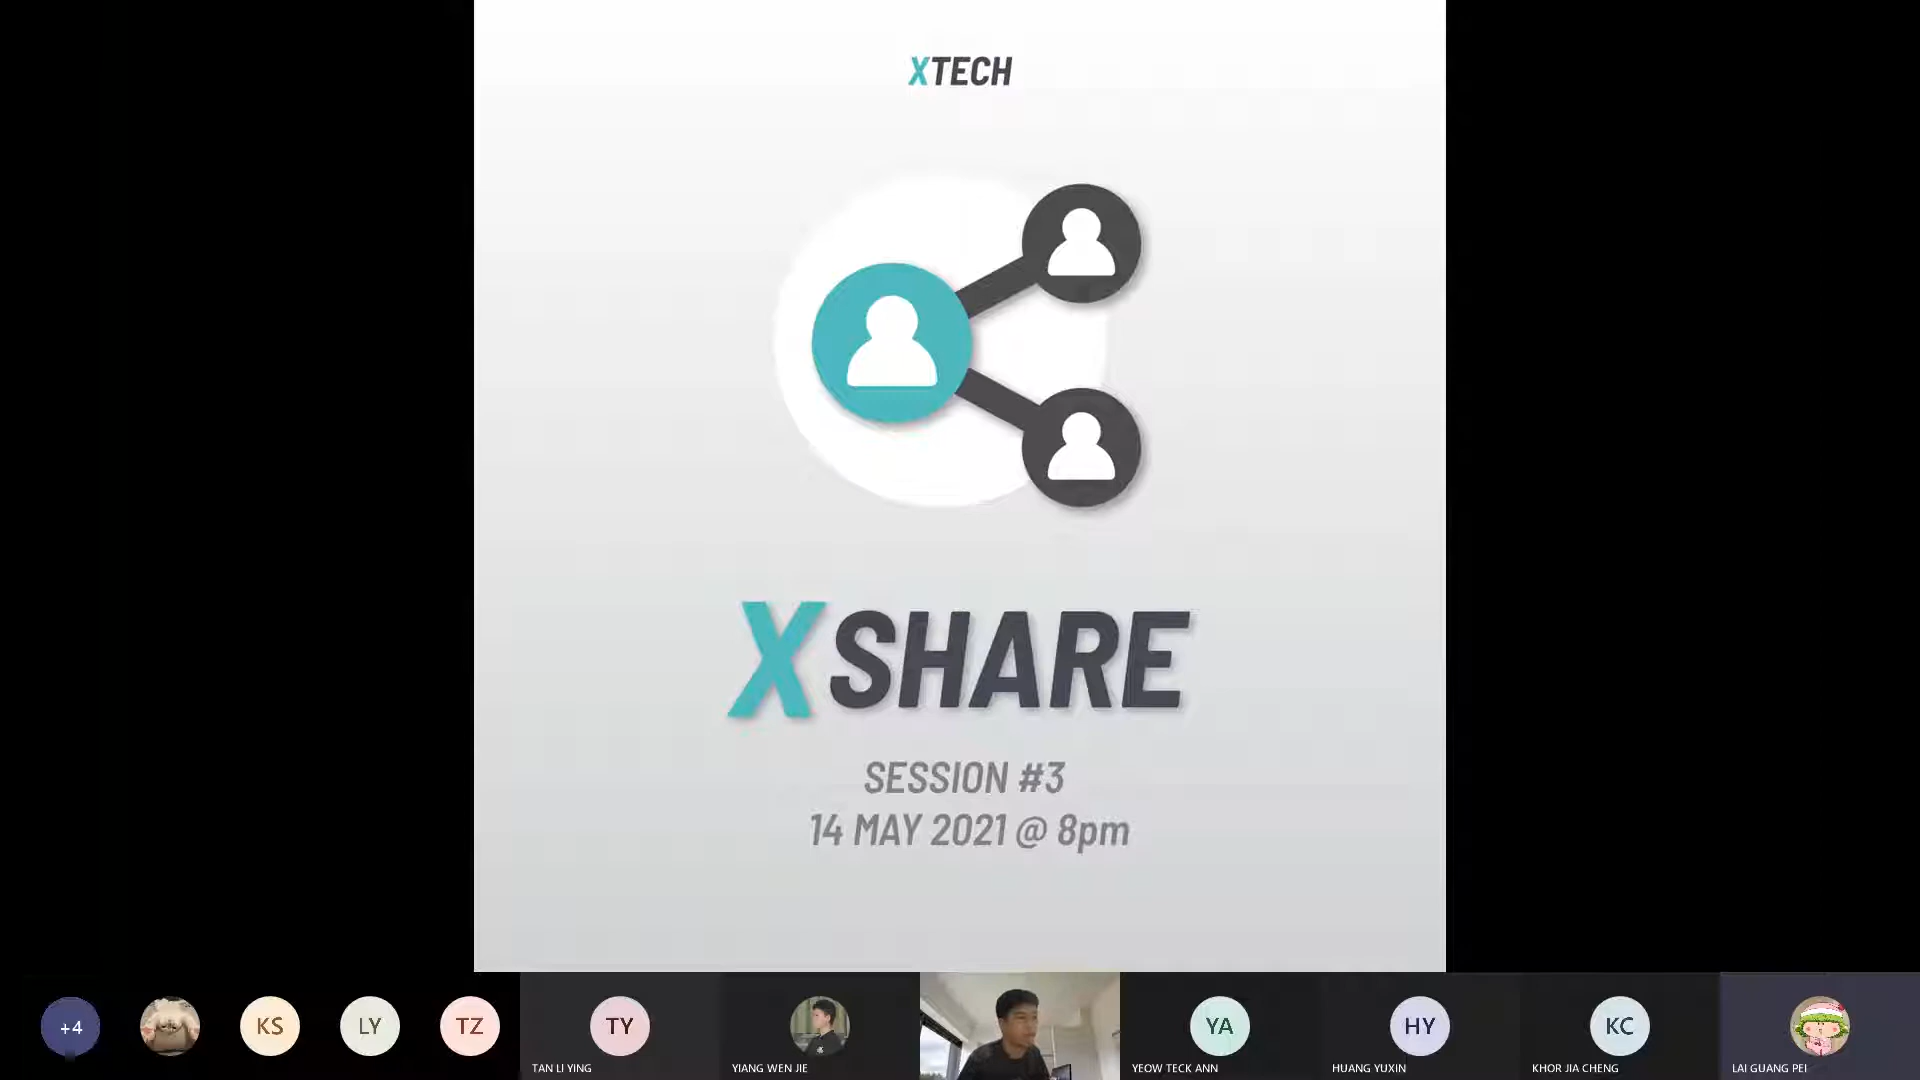 XTECH
XSHARE
SESSION #3
14 MAY 2021 @ 8pm
+4
KS
LY
TZ
TY
TAN LI YING
YIANG WEN JIE
YA
YEOW TECK ANN
HY
HUANG YUXIN
KC
KHOR JIA CHENG
LAI GUANG PEI